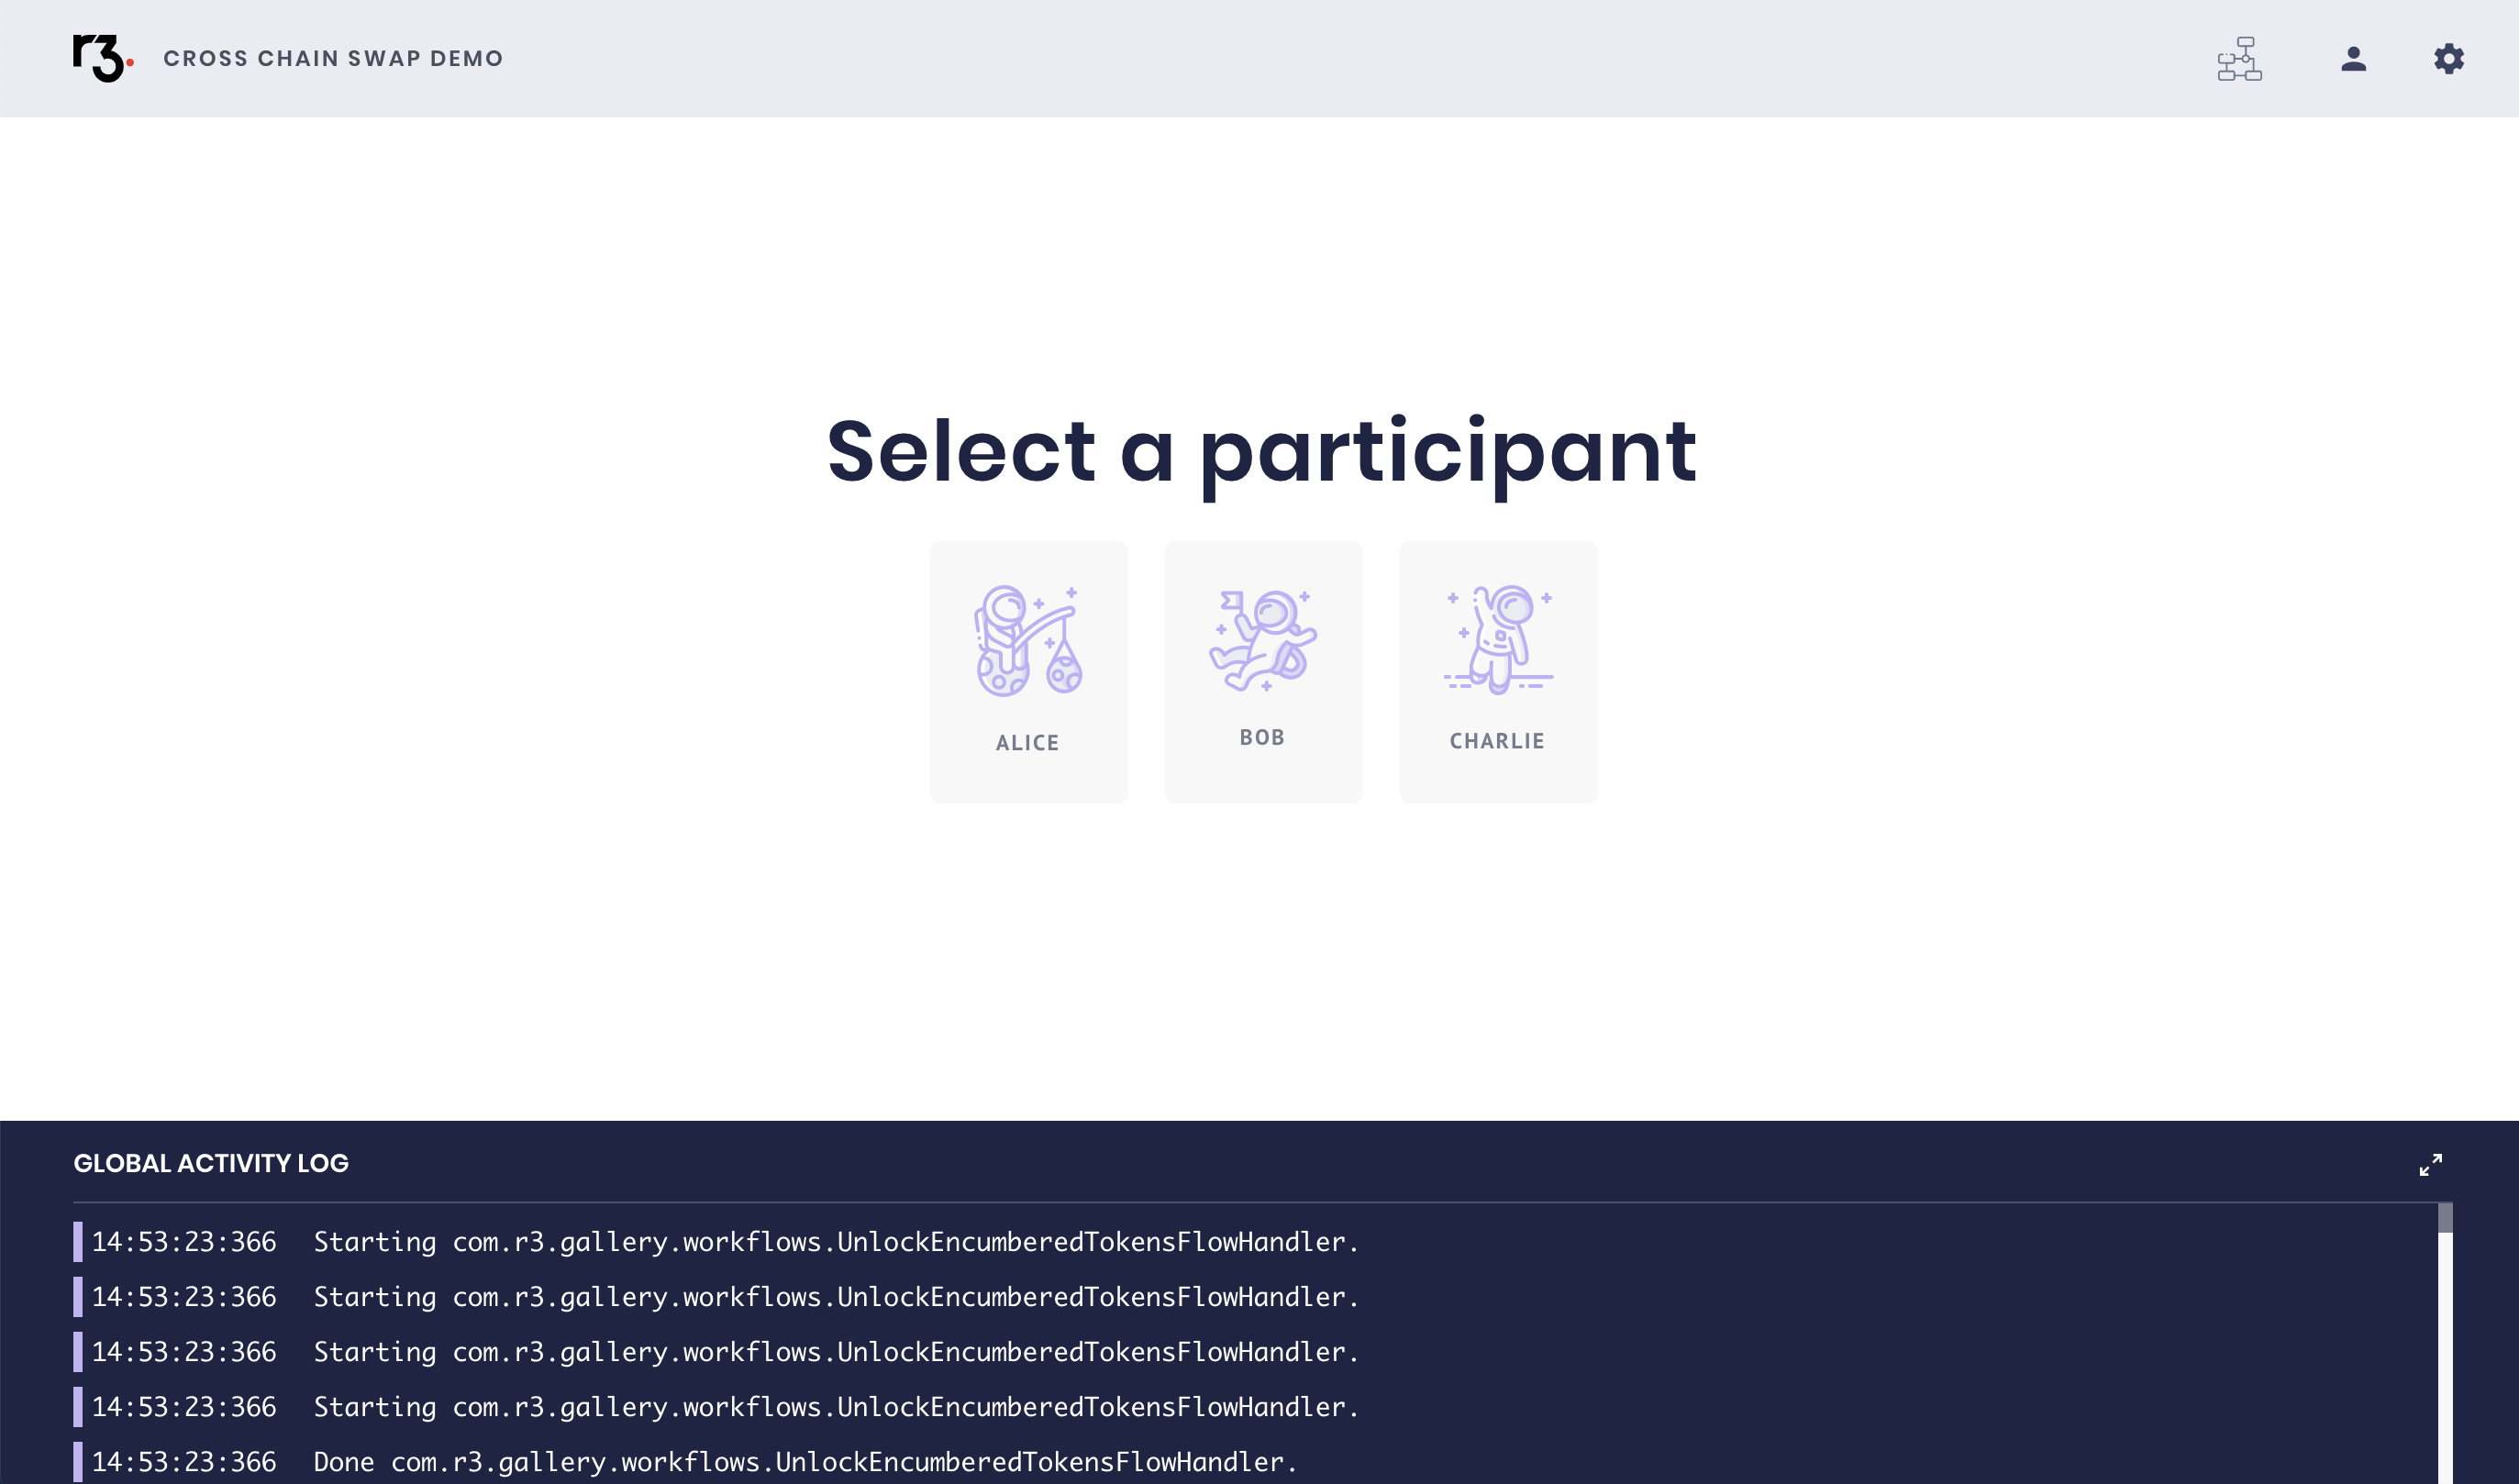 r3.
CROSS CHAIN SWAP DEMO
Select a participant
ALICE
BOB
CHARLIE
GLOBAL ACTIVITY LOG
14:53:23:366 Starting com.r3.gallery.workflows.UnlockEncumberedTokensFlowHandler.
14:53:23:366 Starting com.r3.gallery.workflows.UnlockEncumberedTokensFlowHandler.
14:53:23:366 Starting com.r3.gallery.workflows.UnlockEncumberedTokensFlowHandler.
14:53:23:366 Starting com.r3.gallery.workflows.UnlockEncumberedTokensFlowHandler.
14:53:23:366 Done com.r3.gallery.workflows.UnlockEncumberedTokensFlowHandler.